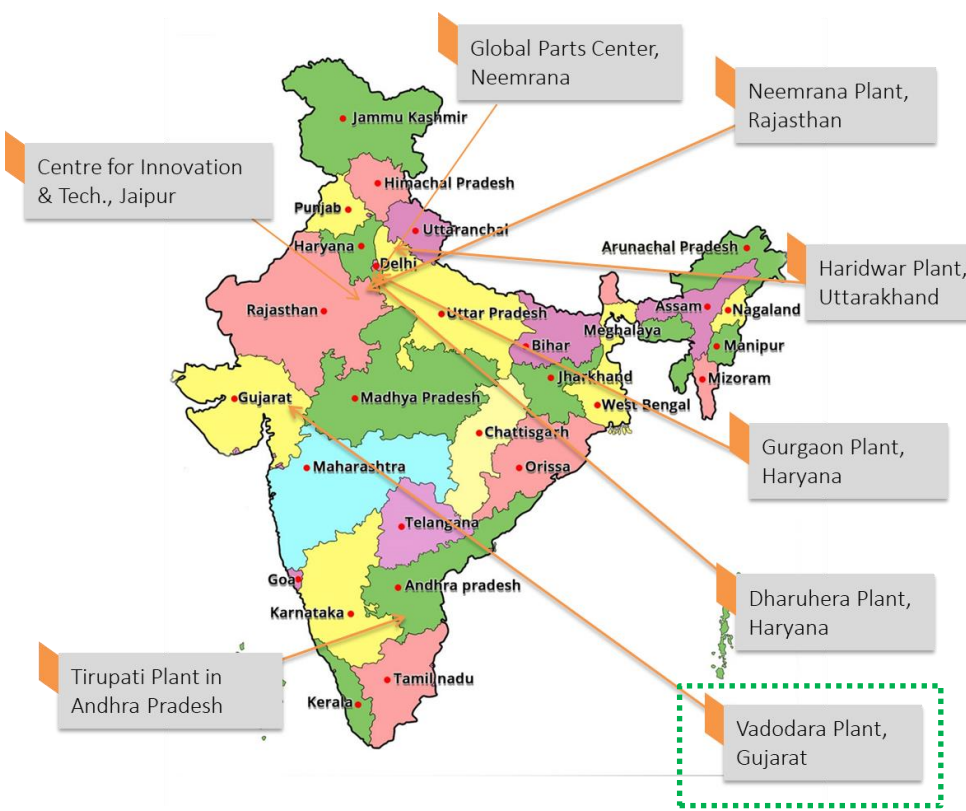 Global Parts Center,
Neemrana
Neemrana Plant,
Rajasthan
Jammu Kashmir
Centre for Innovation
& Tech., Jaipur
Himachal Pradesh
Punjab
Uttaranchal
Haryana
Arunachal Pradesh
Delhi
Haridwar Plant,
Uttarakhand
Rajasthan
Uttar Pradesh
Assam
Nagaland
Meghalaya
Bihar
Manipur
Jharkhand
Mizoram
Gujarat
Madhya Pradesh
West Bengal
Chattisgarh
Gurgaon Plant,
Haryana
Maharashtra
Orissa
Telangana
Goa
Andhra pradesh
Dharuhera Plant,
Haryana
Karnataka
Tirupati Plant in
Andhra Pradesh
Tamilnadu
Kerala
Vadodara Plant,
Gujarat